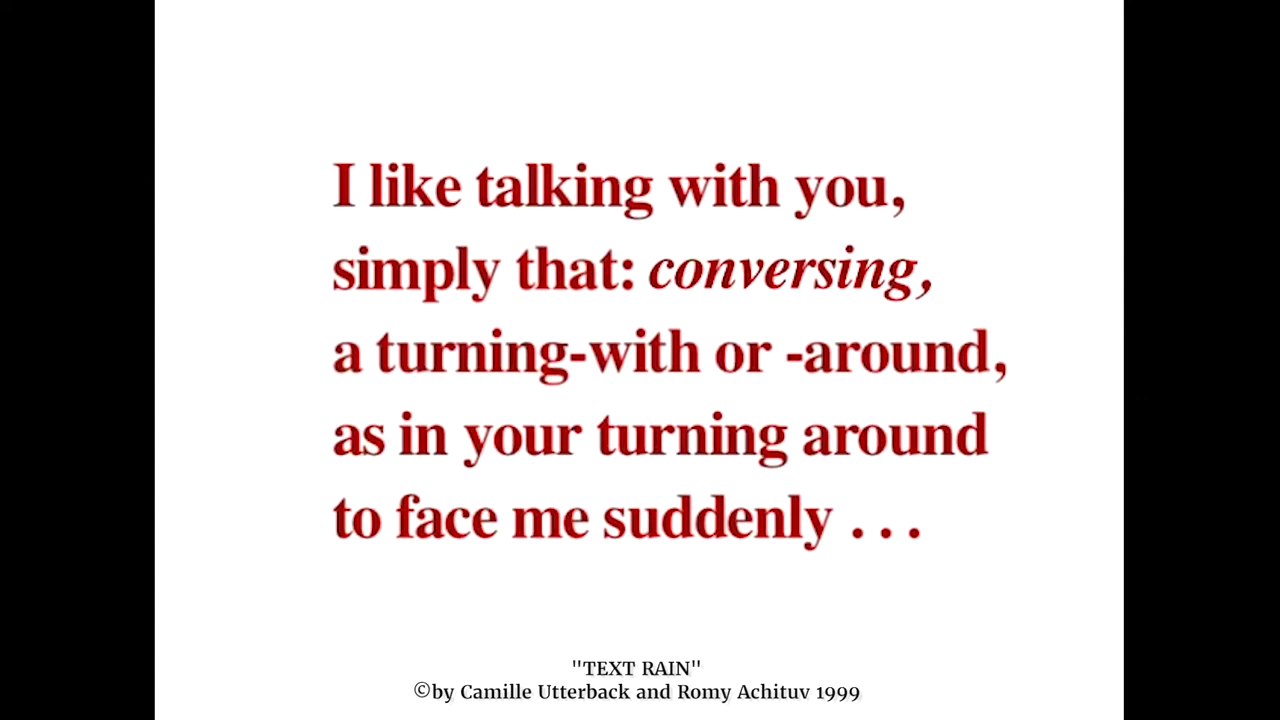 I like talking with you,
simply that: conversing,
a turning-with or -around,
as in your turning around
to face me suddenly . . .
"TEXT RAIN"
©by Camille Utterback and Romy Achituv 1999